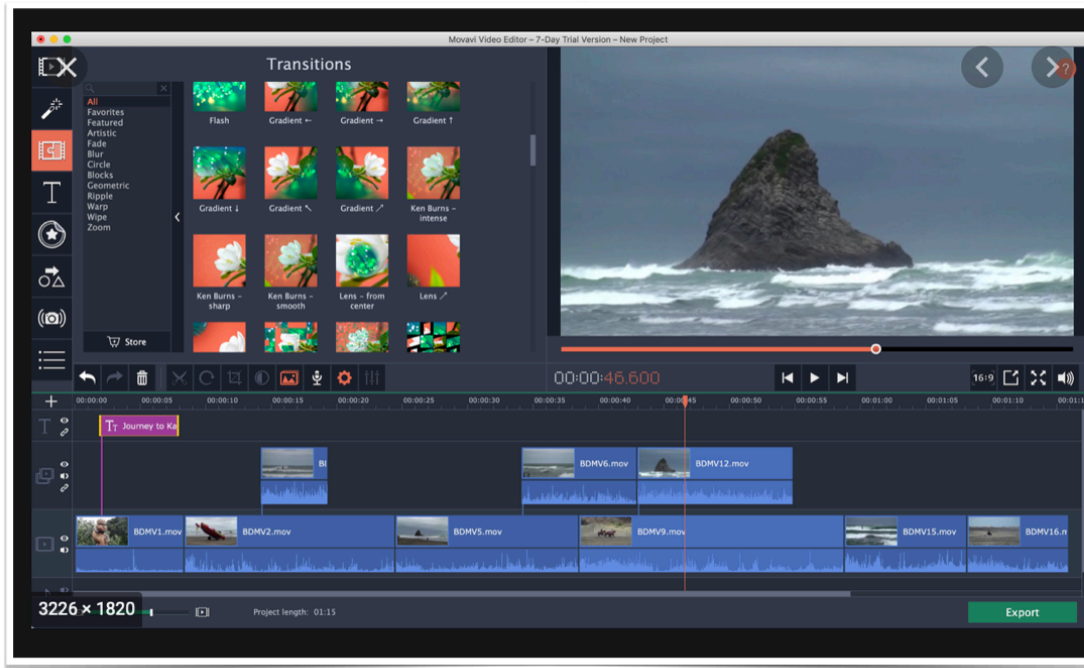 Movavi Video Editor – 7-Day Trial Version – New Project
Transitions
All
Favorites
Featured
Artistic
Fade
Blur
Circle
Blocks
Geometric
Ripple
Warp
Wipe
Zoom
Store
Flash
Gradient ←
Gradient →
Gradient ↑
Gradient ↓
Gradient ↖
Gradient ↗
Ken Burns –
intense
Ken Burns –
sharp
Ken Burns –
smooth
Lens – from
center
Lens ↗
?
00:00:46.600
16:9
00:00:00 00:00:05 00:00:10 00:00:15 00:00:20 00:00:25 00:00:30 00:00:35 00:00:40 00:00:45 00:00:50 00:00:55 00:01:00 00:01:05 00:01:10 00:01:1
T Tт Journey to Ka
Bl BDMV6.mov BDMV12.mov
BDMV1.mov BDMV2.mov BDMV5.mov BDMV9.mov BDMV15.mov BDMV16.m
3226 × 1820
Project length: 01:15
Export